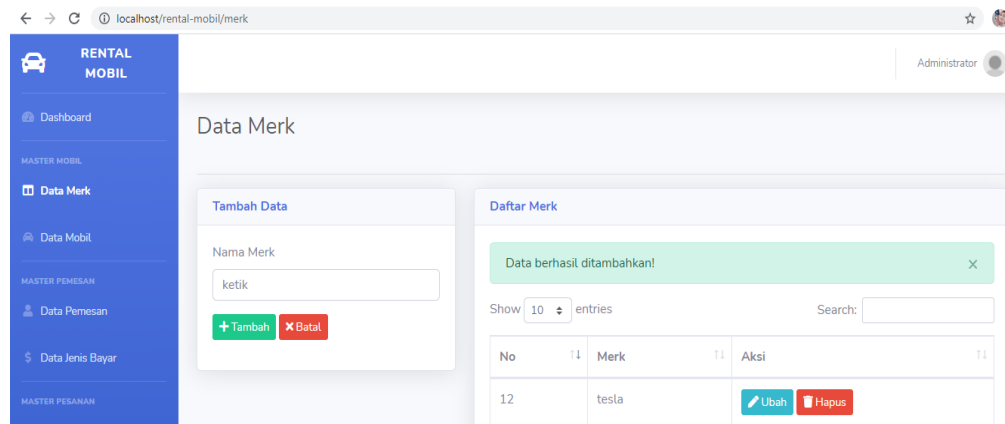 localhost/rental-mobil/merk
RENTAL
MOBIL
Administrator
Dashboard
Data Merk
MASTER MOBIL
Data Merk
Tambah Data
Daftar Merk
Data Mobil
Nama Merk
Data berhasil ditambahkan!
MASTER PEMESAN
ketik
Data Pemesan
Show 10 entries
Search:
Tambah Batal
Data Jenis Bayar
No Merk Aksi
MASTER PESANAN
12 tesla Ubah Hapus